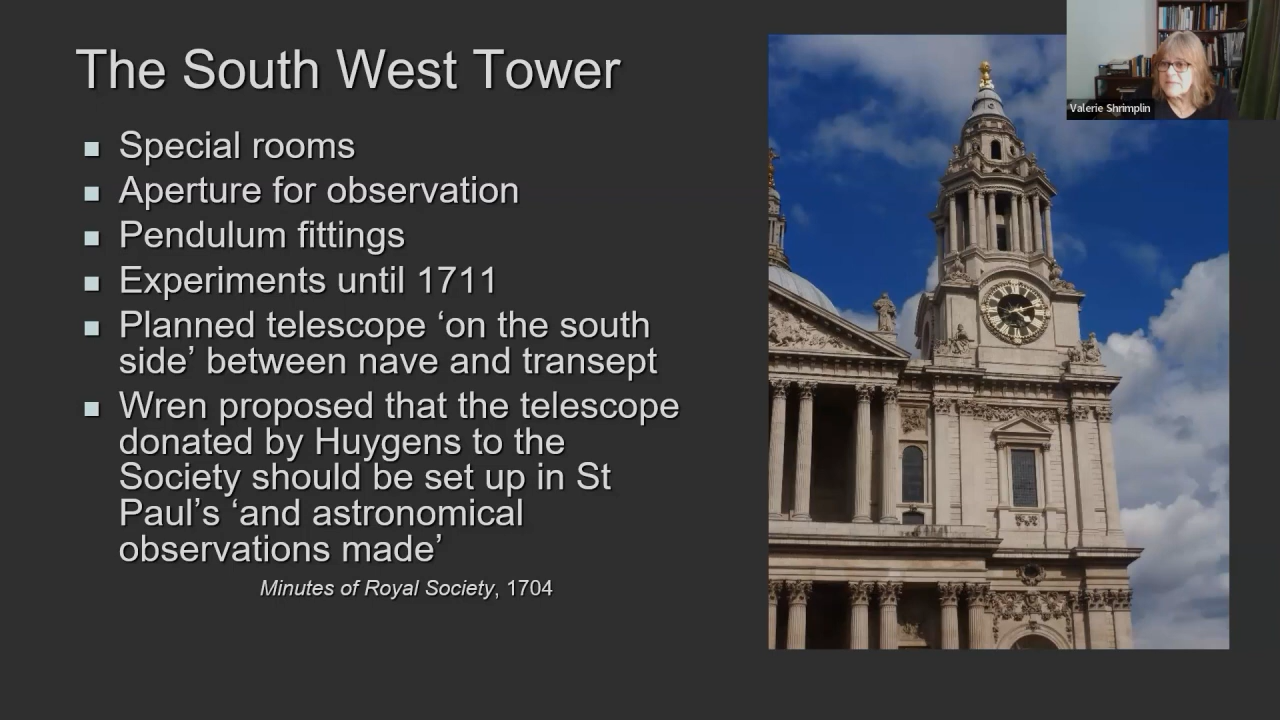 The South West Tower
Valerie Shrimplin
■ Special rooms
■ Aperture for observation
■ Pendulum fittings
■ Experiments until 1711
■ Planned telescope ‘on the south
side’ between nave and transept
■ Wren proposed that the telescope
donated by Huygens to the
Society should be set up in St
Paul’s ‘and astronomical
observations made’
Minutes of Royal Society, 1704